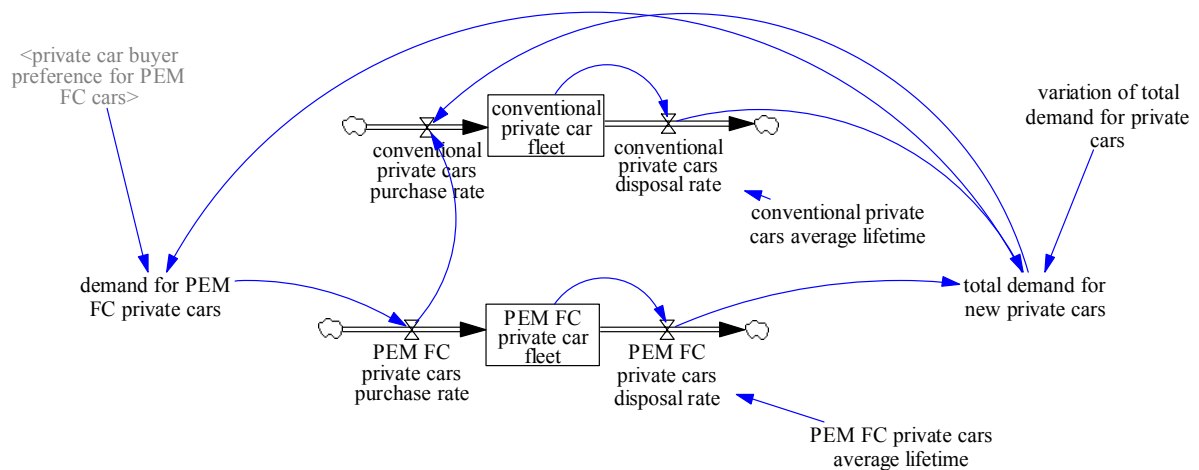 <private car buyer
preference for PEM
FC cars>
conventional
private car
fleet
conventional
private cars
purchase rate
conventional
private cars
disposal rate
variation of total
demand for private
cars
conventional private
cars average lifetime
demand for PEM
FC private cars
total demand for
new private cars
PEM FC
private car
fleet
PEM FC
private cars
purchase rate
PEM FC
private cars
disposal rate
PEM FC private cars
average lifetime